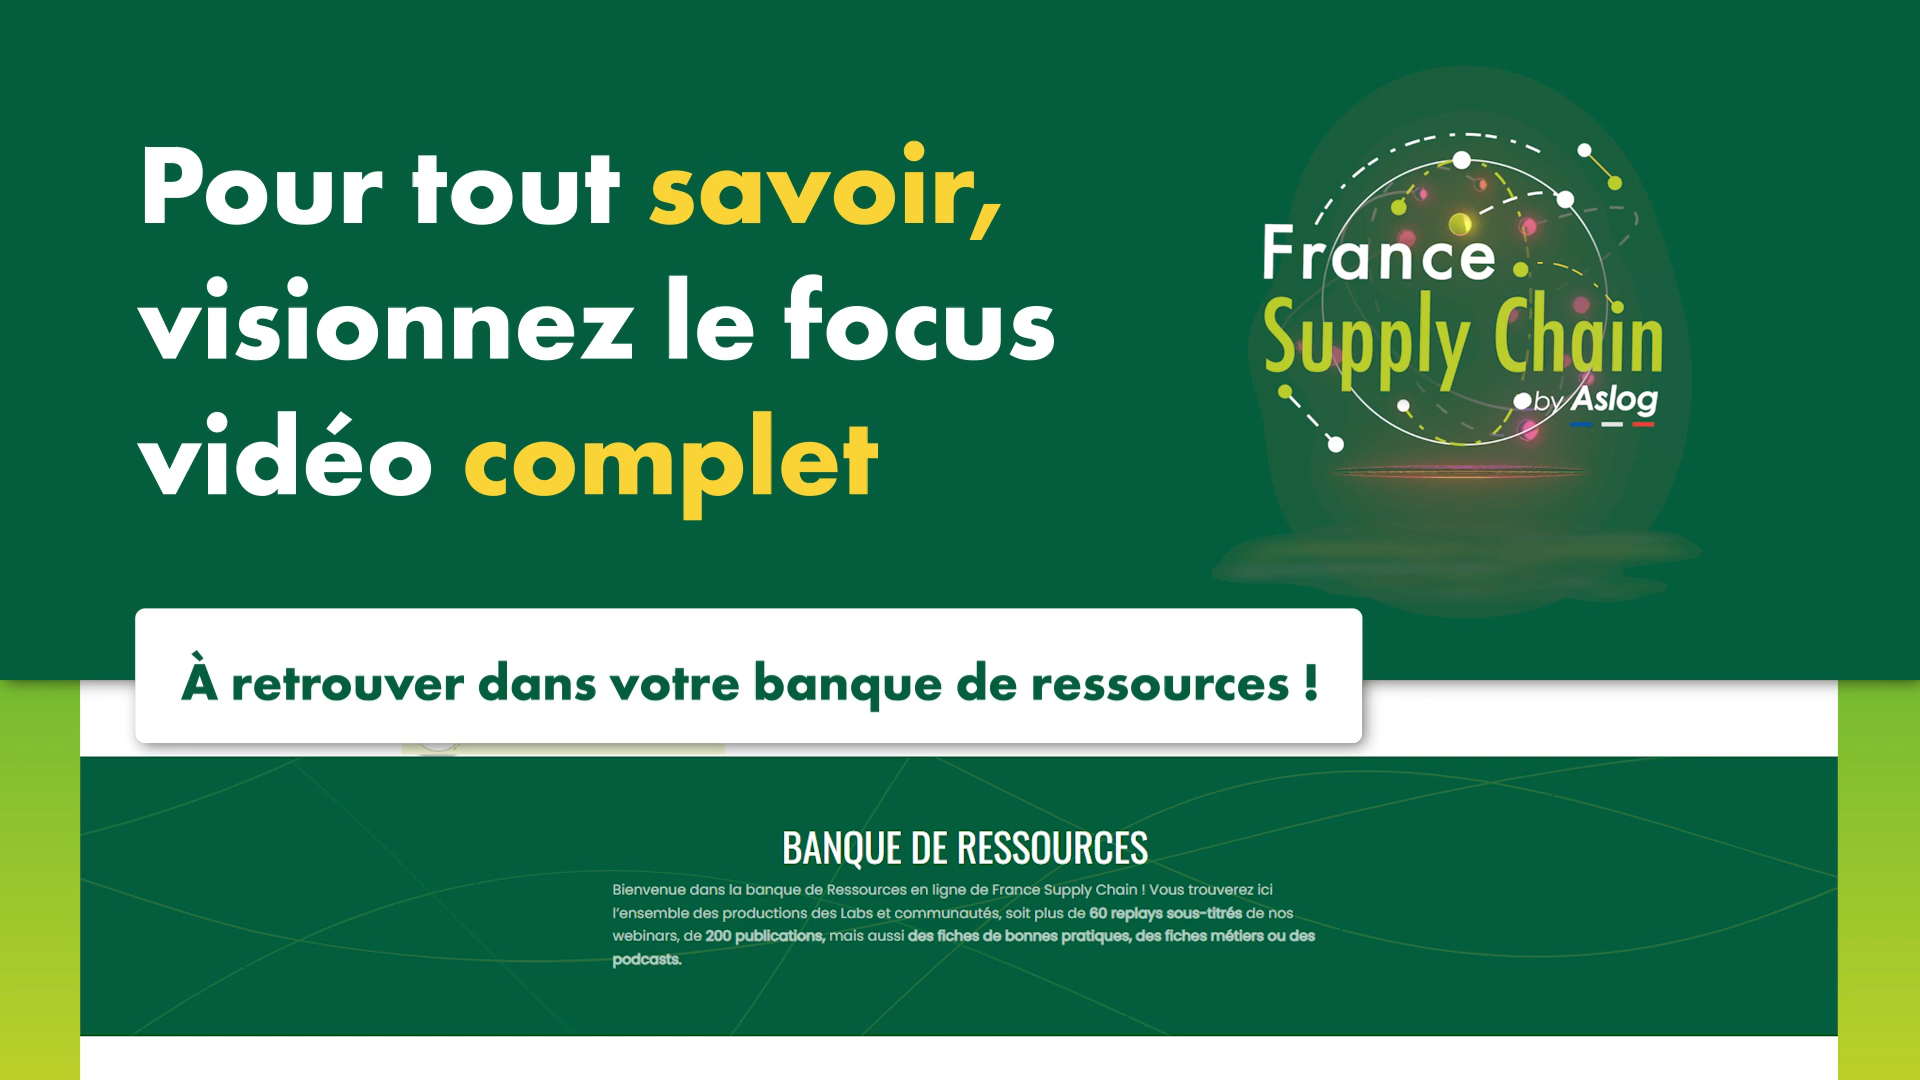 Pour tout savoir,
visionnez le focus
vidéo complet
France
Supply Chain
by Aslog
À retrouver dans votre banque de ressources !
BANQUE DE RESSOURCES
Bienvenue dans la banque de Ressources en ligne de France Supply Chain ! Vous trouverez ici
l'ensemble des productions des Labs et communautés, soit plus de 60 replays sous-titrés de nos
webinars, de 200 publications, mais aussi des fiches de bonnes pratiques, des fiches métiers ou des
podcasts.